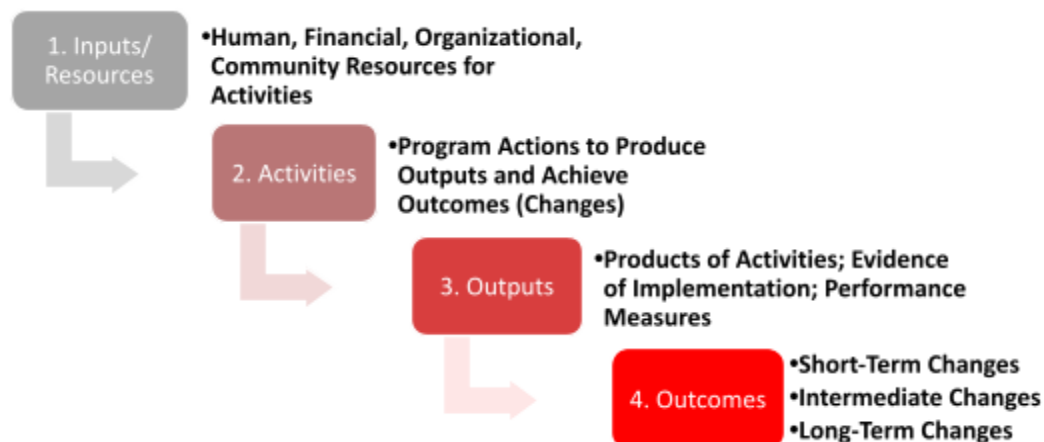 1. Inputs/
Resources
•Human, Financial, Organizational,
Community Resources for
Activities
2. Activities
•Program Actions to Produce
Outputs and Achieve
Outcomes (Changes)
3. Outputs
•Products of Activities; Evidence
of Implementation; Performance
Measures
4. Outcomes
•Short-Term Changes
•Intermediate Changes
•Long-Term Changes